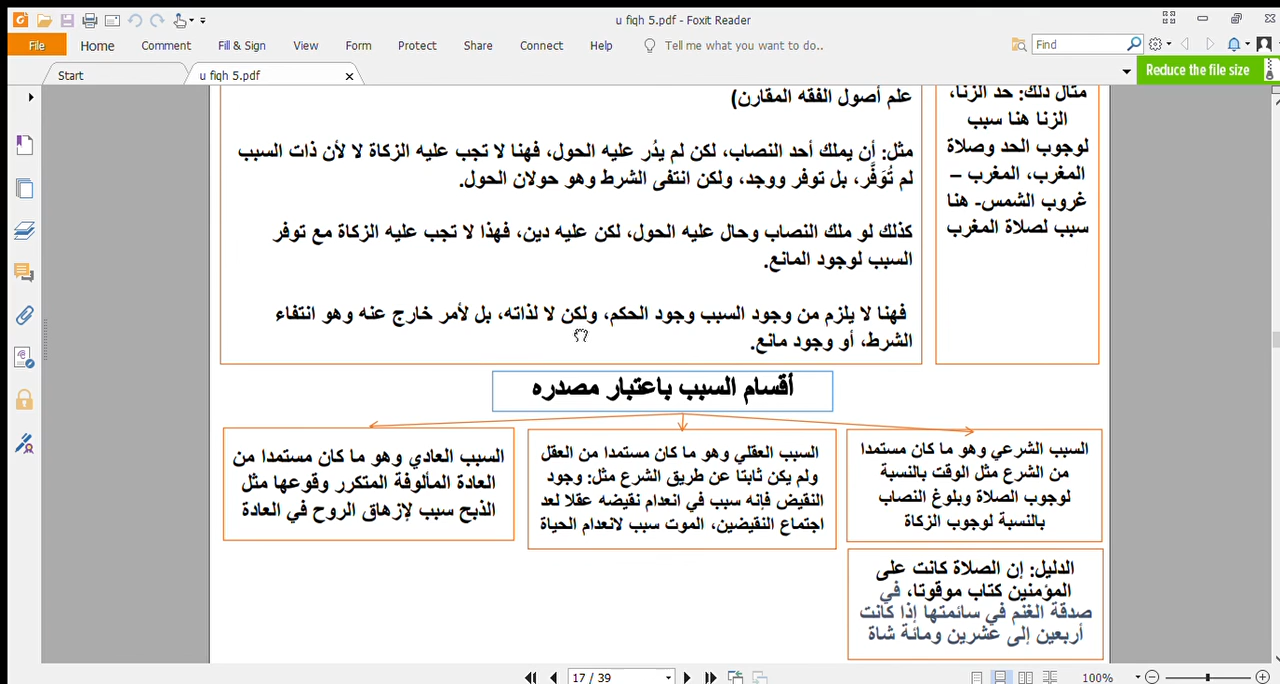 u fiqh 5.pdf - Foxit Reader
File Home Comment Fill & Sign View Form Protect Share Connect Help Tell me what you want to do.. Find
Start u fiqh 5.pdf
Reduce the file size
مثال ذلك: حد الزنا،
الزنا هنا سبب
لوجوب الحد وصلاة
المغرب، المغرب –
غروب الشمس- هنا
سبب لصلاة المغرب
علم أصول الفقه المقارن)
مثل: أن يملك أحد النصاب، لكن لم يدُر عليه الحول، فهنا لا تجب عليه الزكاة لا لأن ذات السبب
لم تُوَفَّر، بل توفر ووجد، ولكن انتفى الشرط وهو حولان الحول.
كذلك لو ملك النصاب وحال عليه الحول، لكن عليه دين، فهذا لا تجب عليه الزكاة مع توفر
السبب لوجود المانع.
فهنا لا يلزم من وجود السبب وجود الحكم، ولكن لا لذاته، بل لأمر خارج عنه وهو انتفاء
الشرط، أو وجود مانع.
أقسام السبب باعتبار مصدره
السبب الشرعي وهو ما كان مستمدا
من الشرع مثل الوقت بالنسبة
لوجوب الصلاة وبلوغ النصاب
بالنسبة لوجوب الزكاة
السبب العقلي وهو ما كان مستمدا من العقل
ولم يكن ثابتا عن طريق الشرع مثل: وجود
النقيض فإنه سبب في انعدام نقيضه عقلا لعد
اجتماع النقيضين، الموت سبب لانعدام الحياة
السبب العادي وهو ما كان مستمدا من
العادة المألوفة المتكرر وقوعها مثل
الذبح سبب لإزهاق الروح في العادة
الدليل: إن الصلاة كانت على
المؤمنين كتاب موقوتا، في
صدقة الغنم في سائمتها إذا كانت
أربعين إلى عشرين ومائة شاة
17 / 39 100%